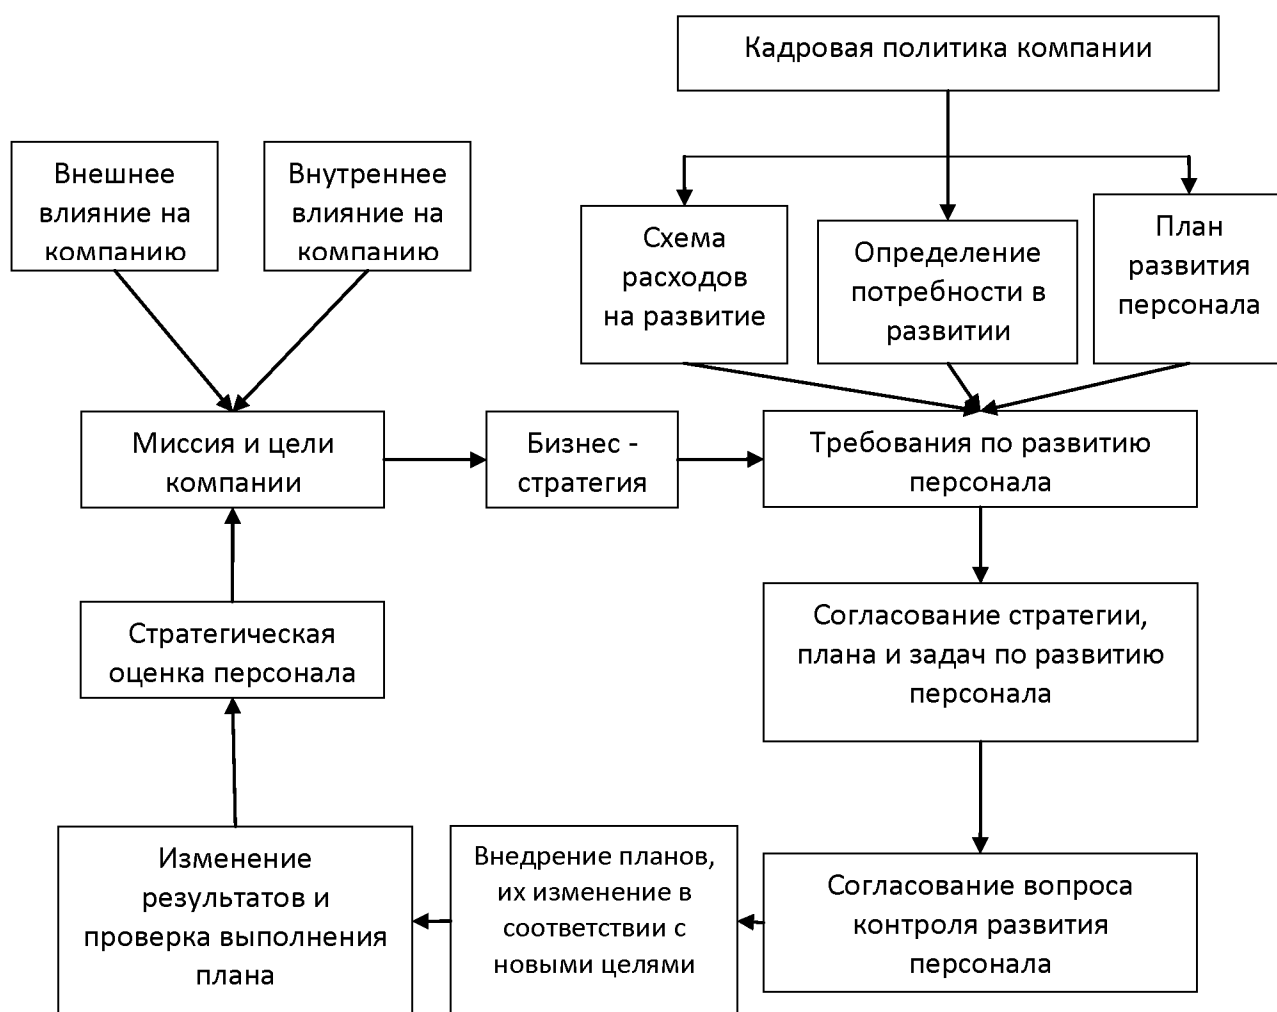 Кадровая политика компании
Внешнее
влияние на
компанию
Внутреннее
влияние на
компанию
Схема
расходов
на развитие
Определение
потребности в
развитии
План
развития
персонала
Миссия и цели
компании
Бизнес -
стратегия
Требования по развитию
персонала
Стратегическая
оценка персонала
Согласование стратегии,
плана и задач по развитию
персонала
Изменение
результатов и
проверка выполнения
плана
Внедрение планов,
их изменение в
соответствии с
новыми целями
Согласование вопроса
контроля развития
персонала